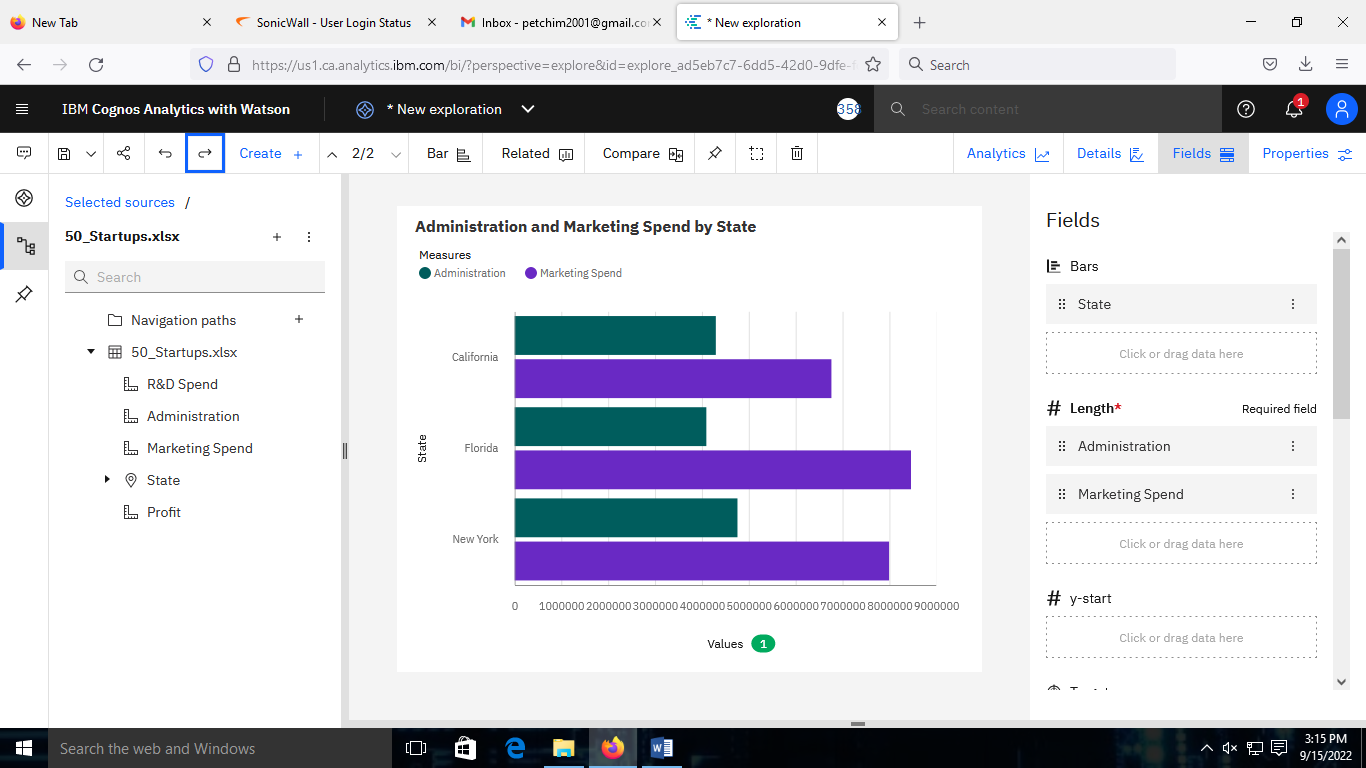 New Tab
SonicWall - User Login Status
Inbox - petchim2001@gmail.co
* New exploration
https://us1.ca.analytics.ibm.com/bi/?perspective=explore&id=explore_ad5eb7c7-6dd5-42d0-9dfe-f
Search
IBM Cognos Analytics with Watson
* New exploration
358
Search content
1
Create +
2/2
Bar
Related
Compare
Analytics
Details
Fields
Properties
Selected sources /
50_Startups.xlsx
Search
Navigation paths
50_Startups.xlsx
R&D Spend
Administration
Marketing Spend
State
Profit
Administration and Marketing Spend by State
Measures
Administration Marketing Spend
State
California
Florida
New York
0 1000000 2000000 3000000 4000000 5000000 6000000 7000000 8000000 9000000
Values 1
Fields
Bars
State
Click or drag data here
Length* Required field
Administration
Marketing Spend
Click or drag data here
y-start
Click or drag data here
Search the web and Windows
3:15 PM
9/15/2022